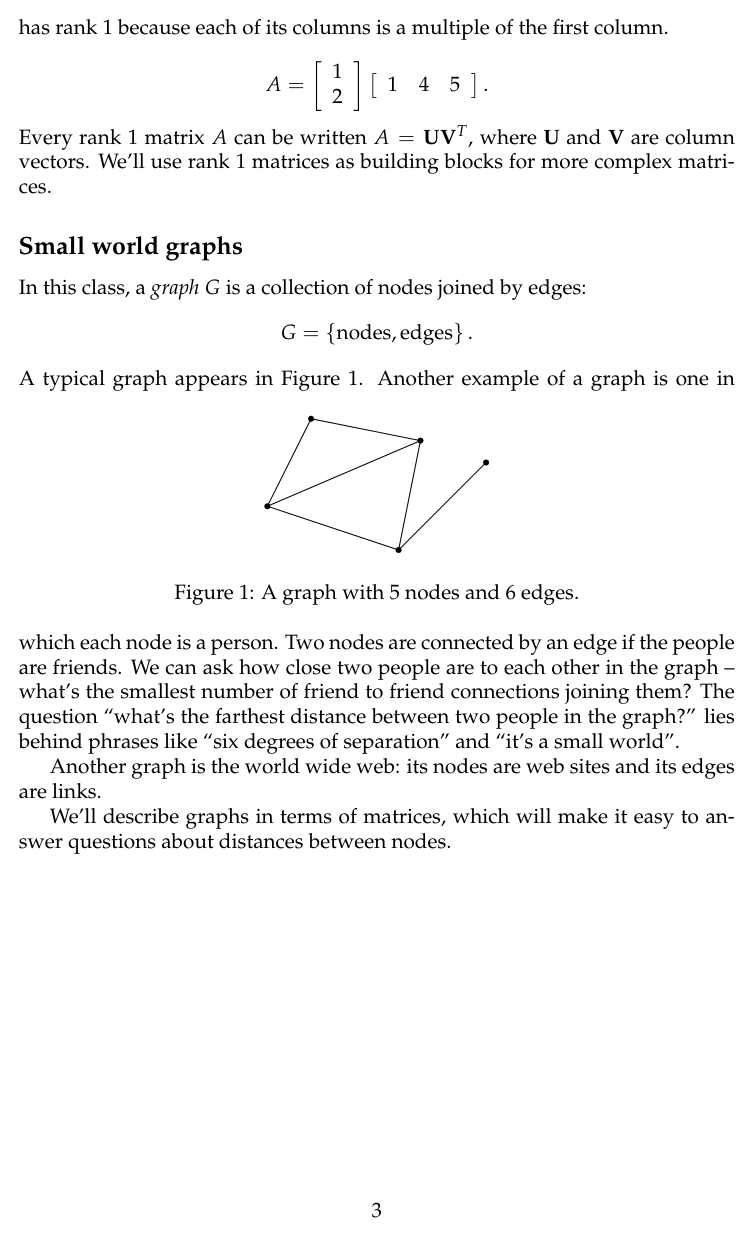 has rank 1 because each of its columns is a multiple of the first column.
A = [ 1 2 ] [ 1 4 5 ] .
Every rank 1 matrix A can be written A = UV^T, where U and V are column
vectors. We'll use rank 1 matrices as building blocks for more complex matri-
ces.
Small world graphs
In this class, a graph G is a collection of nodes joined by edges:
G = {nodes, edges} .
A typical graph appears in Figure 1. Another example of a graph is one in
Figure 1: A graph with 5 nodes and 6 edges.
which each node is a person. Two nodes are connected by an edge if the people
are friends. We can ask how close two people are to each other in the graph –
what's the smallest number of friend to friend connections joining them? The
question “what's the farthest distance between two people in the graph?” lies
behind phrases like “six degrees of separation” and “it's a small world”.
Another graph is the world wide web: its nodes are web sites and its edges
are links.
We'll describe graphs in terms of matrices, which will make it easy to an-
swer questions about distances between nodes.
3